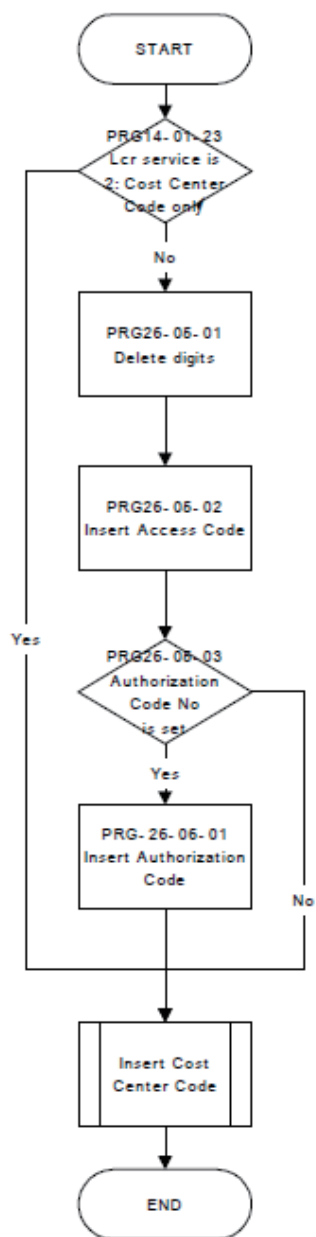 START
PRG14-01-23
Lcr service is
2: Cost Center
Code only
No
PRG26-05-01
Delete digits
PRG26-05-02
Insert Access Code
Yes
PRG26-05-03
Authorization
Code No
is set
Yes
PRG-26-06-01
Insert Authorization
Code
No
Insert Cost
Center Code
END